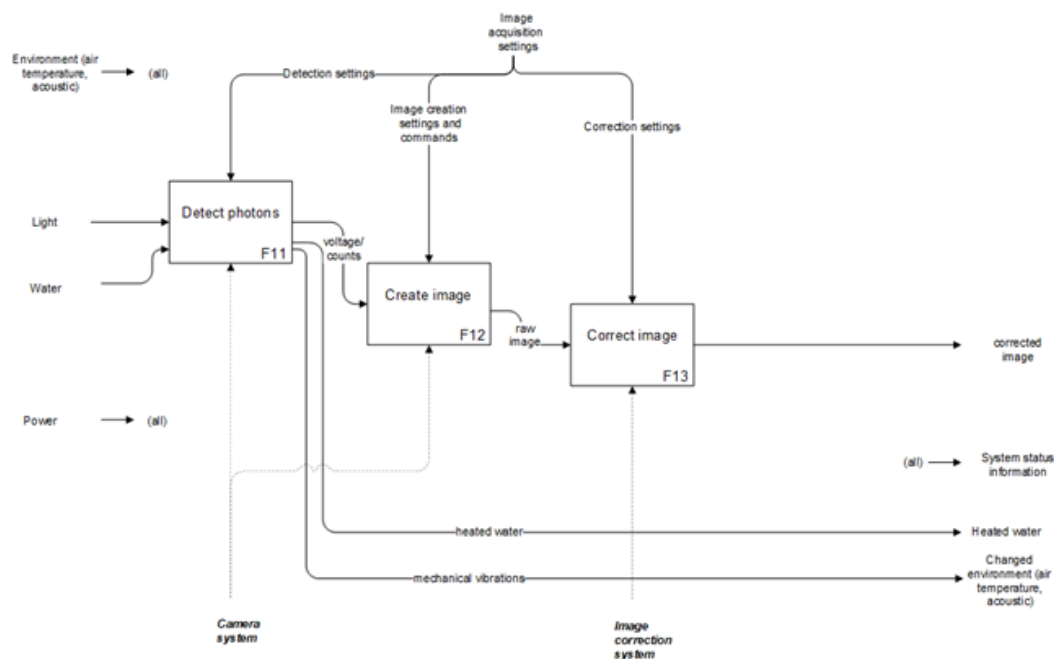 Image
acquisition
settings
Environment (air
temperature,
acoustic)
(all)
Detection settings
Image creation
settings and
commands
Correction settings
Light
Detect photons
F11
voltage/
counts
Water
Create image
F12
raw
image
Correct image
F13
corrected
image
Power
(all)
(all)
System status
information
heated water
Heated water
mechanical vibrations
Changed
environment (air
temperature,
acoustic)
Camera
system
Image
correction
system